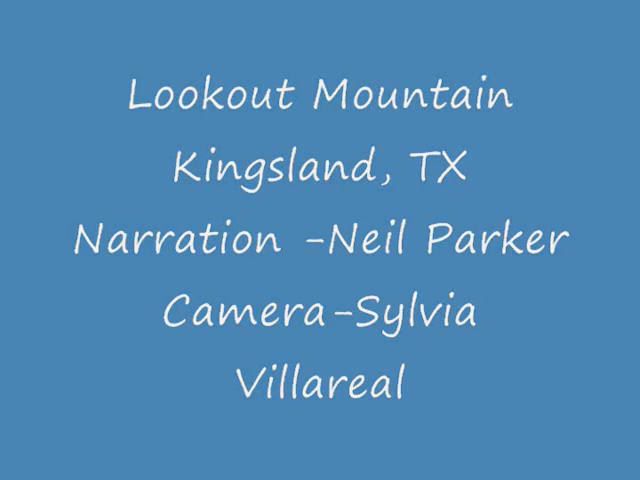 Lookout Mountain
Kingsland, TX
Narration -Neil Parker
Camera-Sylvia
Villareal